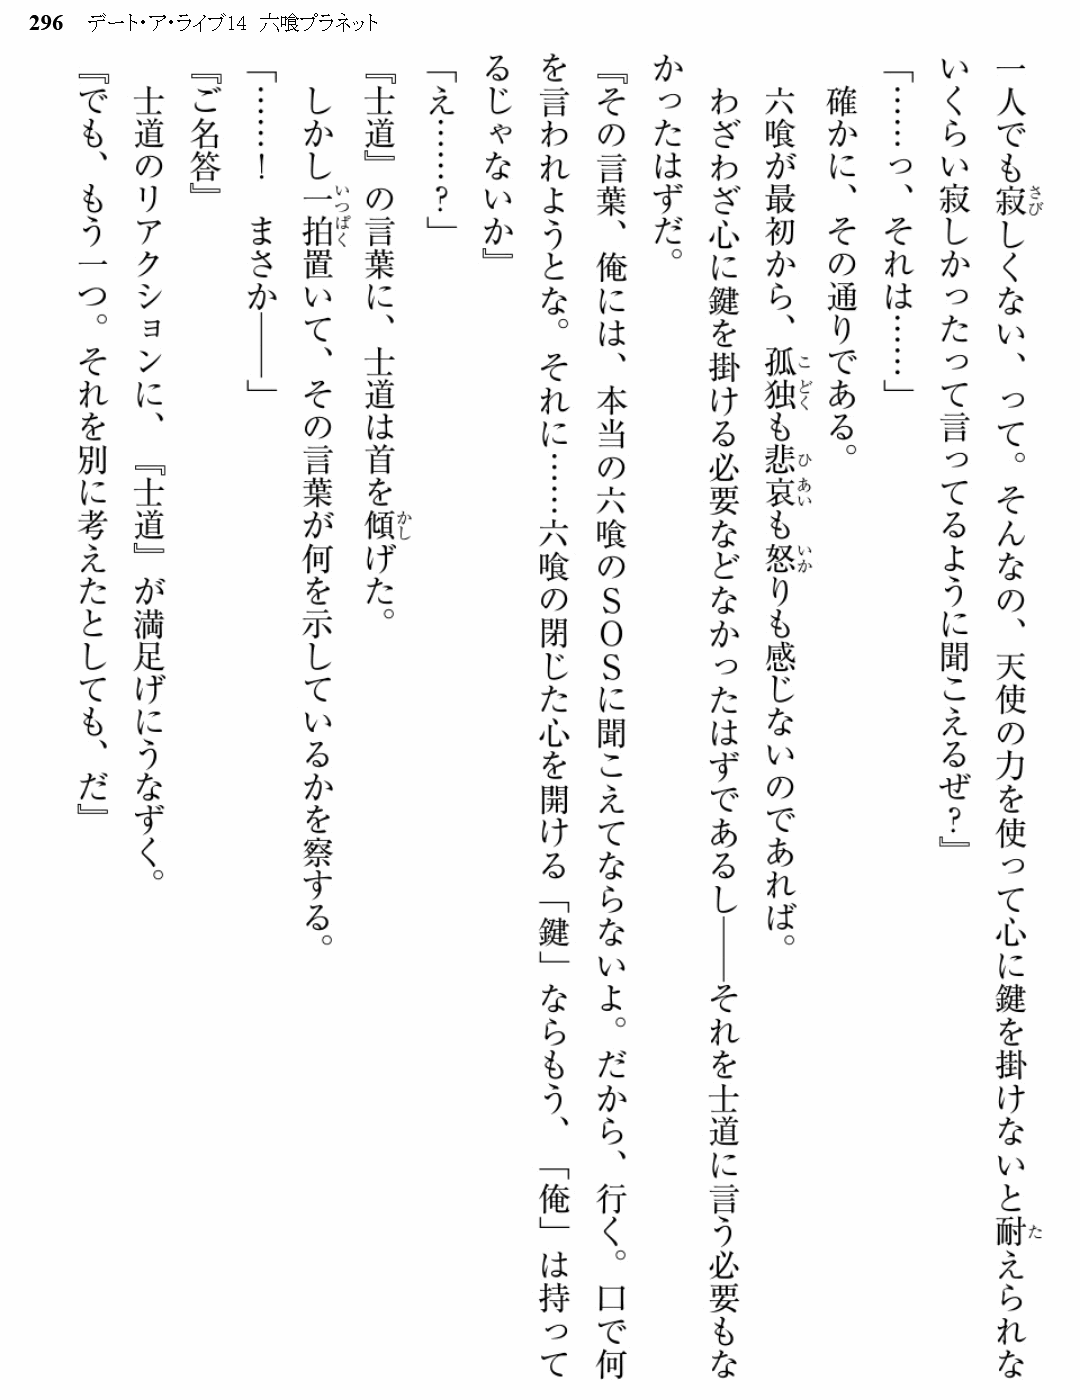 296 デート・ア・ライブ14 六喰プラネット
一人でも寂しくない、って。そんなの、天使の力を使って心に鍵を掛けないと耐えられな
いくらい寂しかったって言ってるように聞こえるぜ?』
「……っ、それは……」
確かに、その通りである。
六喰が最初から、孤独も悲哀も怒りも感じないのであれば。
わざわざ心に鍵を掛ける必要などなかったはずであるし――それを士道に言う必要もな
かったはずだ。
『その言葉、俺には、本当の六喰のSOSに聞こえてならないよ。だから、行く。口で何
を言われようとな。それに……六喰の閉じた心を開ける「鍵」ならもう、「俺」は持って
るじゃないか』
「え……?」
『士道』の言葉に、士道は首を傾げた。
しかし一拍置いて、その言葉が何を示しているかを察する。
「……! まさか――」
『ご名答』
士道のリアクションに、『士道』が満足げにうなずく。
『でも、もう一つ。それを別に考えたとしても、だ』